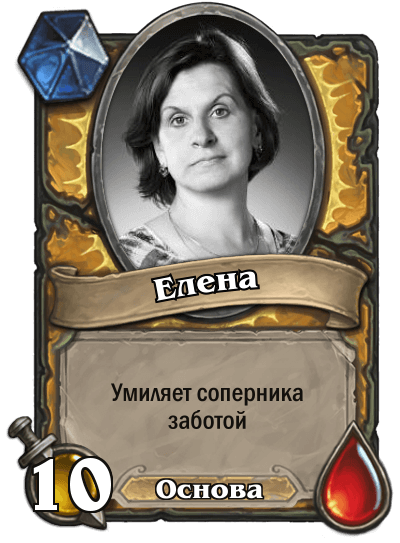 Елена
Умиляет соперника
заботой
10
Основа